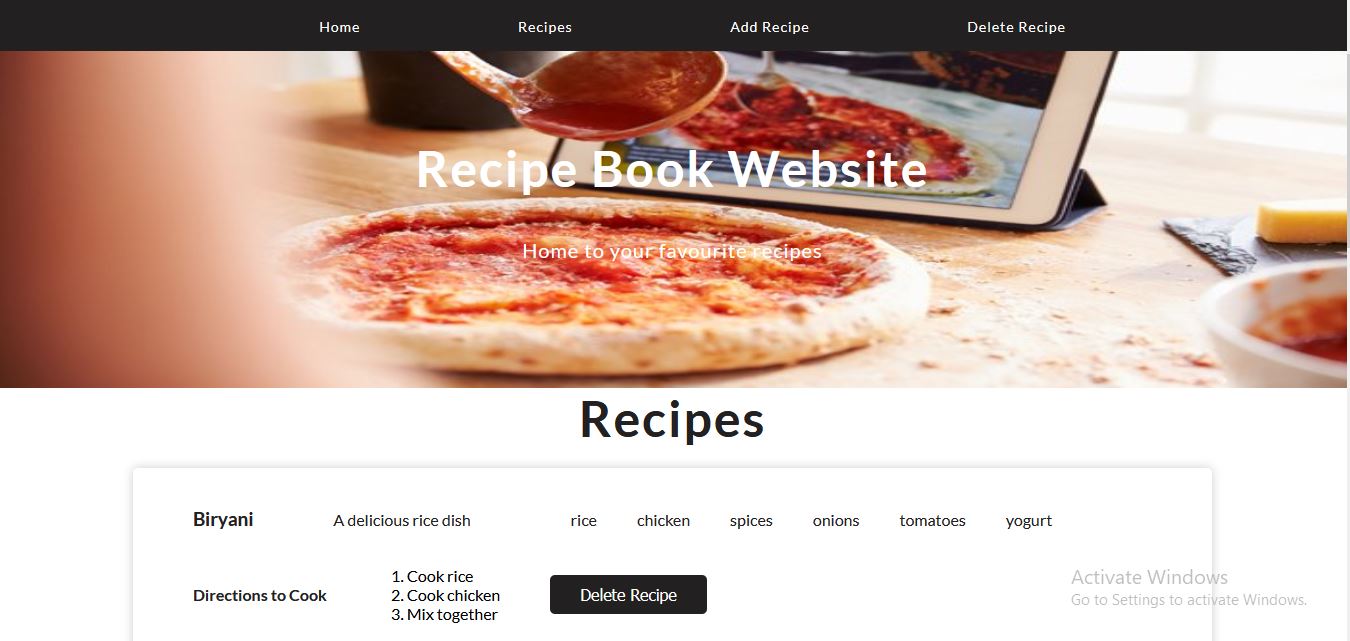 Home Recipes Add Recipe Delete Recipe
Recipe Book Website
Home to your favourite recipes
Recipes
Biryani A delicious rice dish rice chicken spices onions tomatoes yogurt
Directions to Cook
1. Cook rice
2. Cook chicken
3. Mix together
Delete Recipe
Activate Windows
Go to Settings to activate Windows.